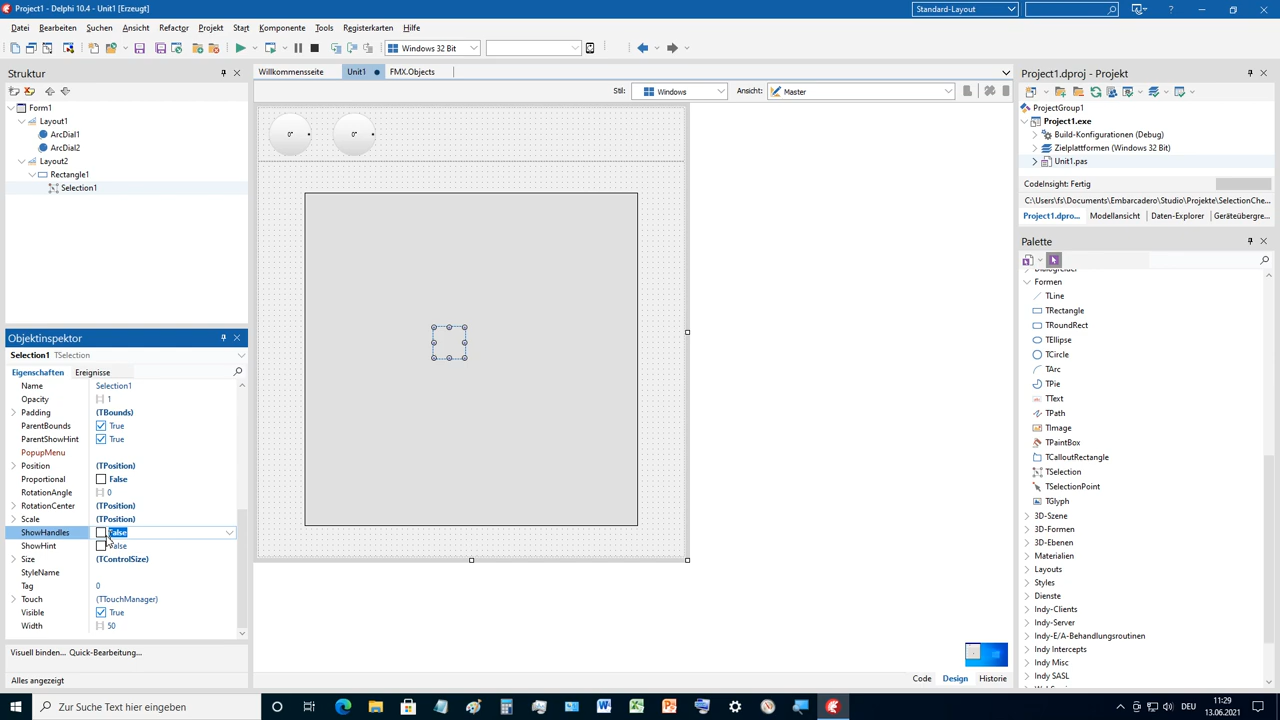 Project1 - Delphi 10.4 - Unit1 [Erzeugt]
Standard-Layout
Datei Bearbeiten Suchen Ansicht Refactor Projekt Start Komponente Tools Registerkarten Hilfe
Windows 32 Bit
Struktur
Form1
Layout1
ArcDial1
ArcDial2
Layout2
Rectangle1
Selection1
Objektinspektor
Selection1 TSelection
Eigenschaften Ereignisse
Name Selection1
Opacity 1
Padding (TBounds)
ParentBounds True
ParentShowHint True
PopupMenu
Position (TPosition)
Proportional False
RotationAngle 0
RotationCenter (TPosition)
Scale (TPosition)
ShowHandles False
ShowHint False
Size (TControlSize)
StyleName
Tag 0
Touch (TTouchManager)
Visible True
Width 50
Visuell binden... Quick-Bearbeitung...
Alles angezeigt
Willkommensseite Unit1 FMX.Objects
Stil: Windows Ansicht: Master
0° 0°
Code Design Historie
Project1.dproj - Projekt
ProjectGroup1
Project1.exe
Build-Konfigurationen (Debug)
Zielplattformen (Windows 32 Bit)
Unit1.pas
CodeInsight: Fertig
C:\Users\fs\Documents\Embarcadero\Studio\Projekte\SelectionChe...
Project1.dpro... Modellansicht Daten-Explorer Geräteübergre...
Palette
Formen
TLine
TRectangle
TRoundRect
TEllipse
TCircle
TArc
TPie
TText
TPath
TImage
TPaintBox
TCalloutRectangle
TSelection
TSelectionPoint
TGlyph
3D-Szene
3D-Formen
3D-Ebenen
Materialien
Layouts
Styles
Dienste
Indy-Clients
Indy-Server
Indy-E/A-Behandlungsroutinen
Indy Intercepts
Indy Misc
Indy SASL
Zur Suche Text hier eingeben
DEU
11:29
13.06.2021